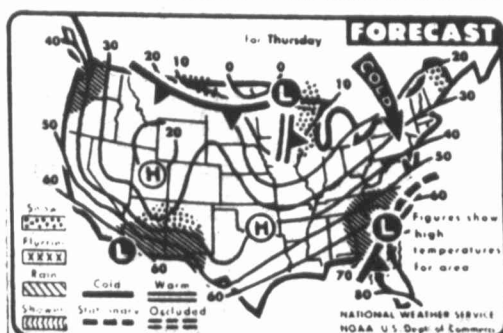 FORECAST
for Thursday
40
30
20
10
0
0
10
20
30
40
50
60
COLD
L
50
60
20
H
H
L
L
60
60
70
80
Snow
Flurries
Rain
Showers
Cold
Warm
Stationary
Occluded
Figures show
high
temperatures
for area
NATIONAL WEATHER SERVICE
NOAA U.S. Dept. of Commerce